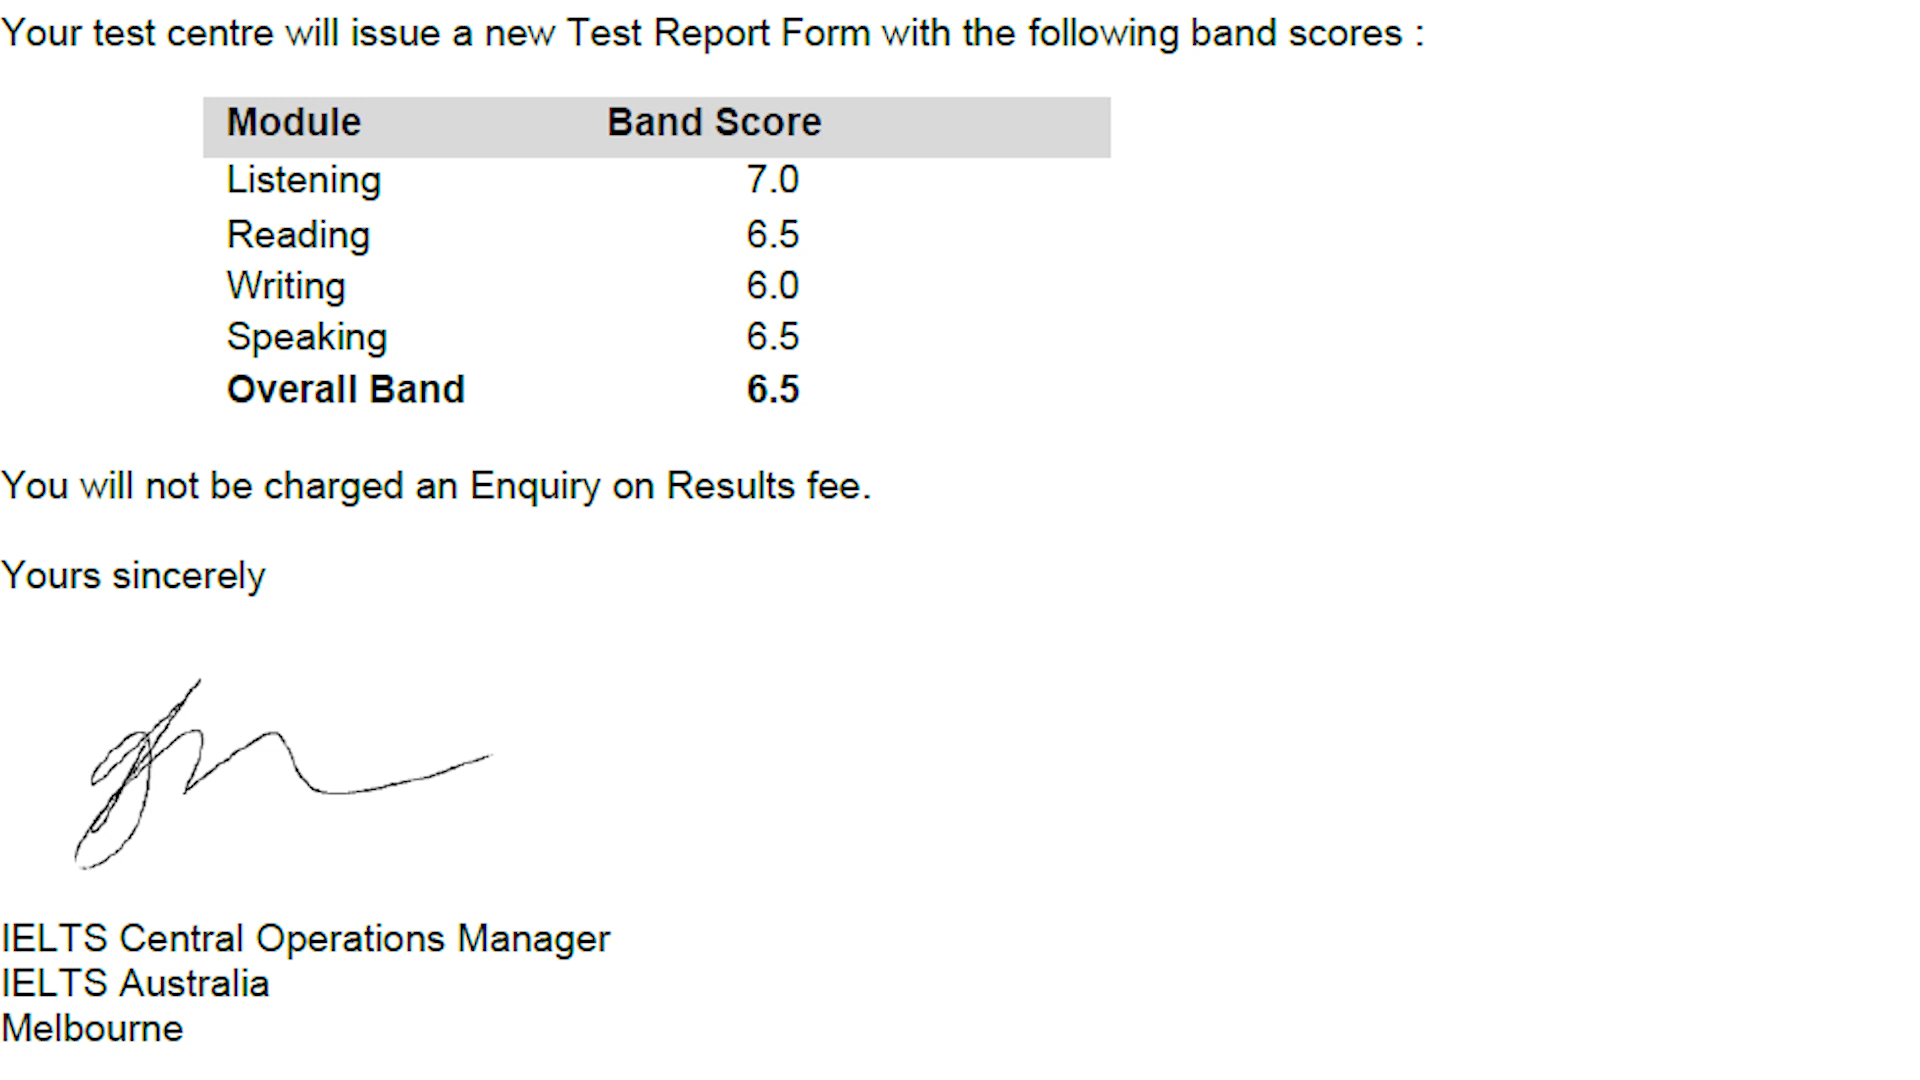 Your test centre will issue a new Test Report Form with the following band scores :
Module Band Score
Listening 7.0
Reading 6.5
Writing 6.0
Speaking 6.5
Overall Band 6.5
You will not be charged an Enquiry on Results fee.
Yours sincerely
IELTS Central Operations Manager
IELTS Australia
Melbourne